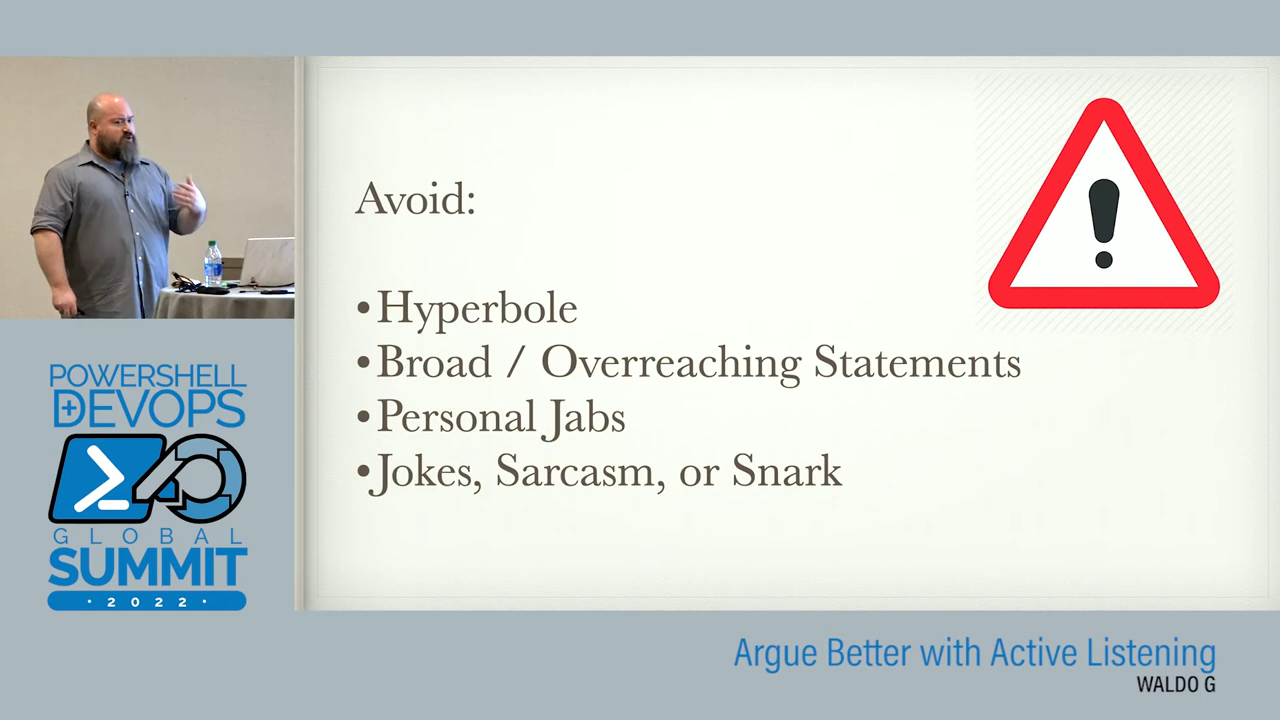 Avoid:
•Hyperbole
•Broad / Overreaching Statements
•Personal Jabs
•Jokes, Sarcasm, or Snark
POWERSHELL
+DEVOPS
GLOBAL
SUMMIT
· 2022 ·
Argue Better with Active Listening
WALDO G